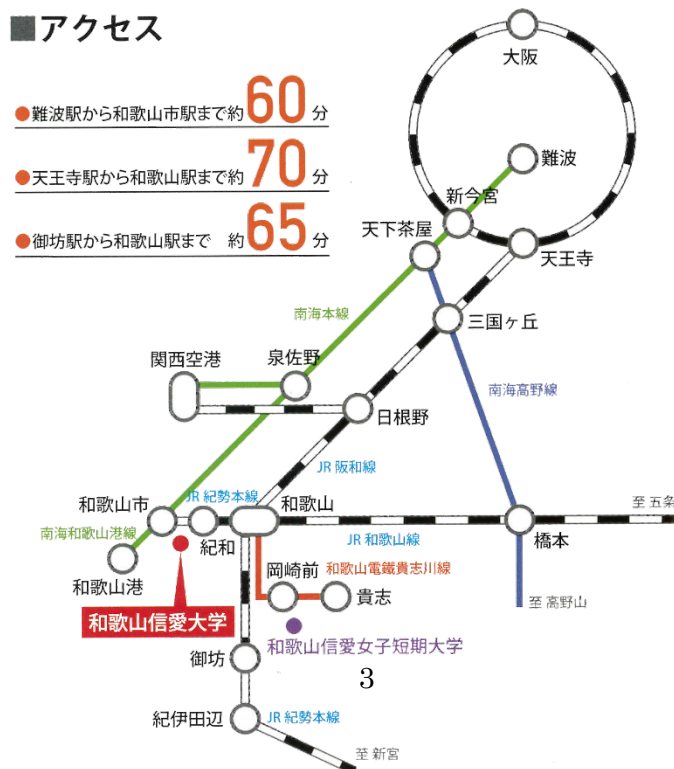 ■アクセス
●難波駅から和歌山市駅まで約60分
●天王寺駅から和歌山駅まで約70分
●御坊駅から和歌山駅まで 約65分
大阪
難波
新今宮
天下茶屋
天王寺
南海本線
三国ヶ丘
関西空港
泉佐野
南海高野線
日根野
JR 阪和線
和歌山市
JR 紀勢本線
和歌山
至 五条
南海和歌山港線
紀和
JR 和歌山線
橋本
和歌山港
岡崎前
和歌山電鐵貴志川線
貴志
至 高野山
和歌山信愛大学
和歌山信愛女子短期大学
御坊
3
紀伊田辺
JR 紀勢本線
至 新宮